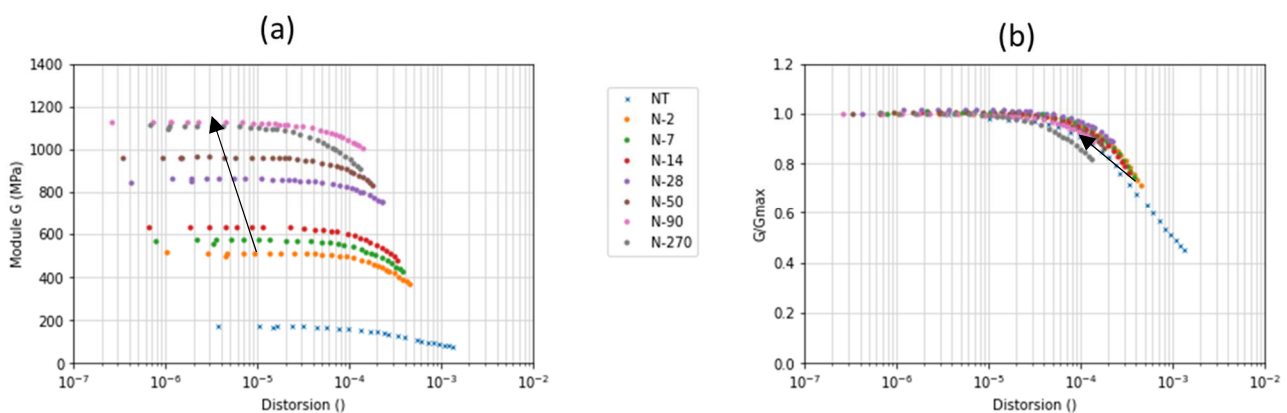 (a)
1400
1200
1000
800
600
400
200
0
Module G (MPa)
10⁻⁷
10⁻⁶
10⁻⁵
10⁻⁴
10⁻³
10⁻²
Distorsion ()
NT
N-2
N-7
N-14
N-28
N-50
N-90
N-270
(b)
1.2
1.0
0.8
0.6
0.4
0.2
0.0
G/Gmax
10⁻⁷
10⁻⁶
10⁻⁵
10⁻⁴
10⁻³
10⁻²
Distorsion ()